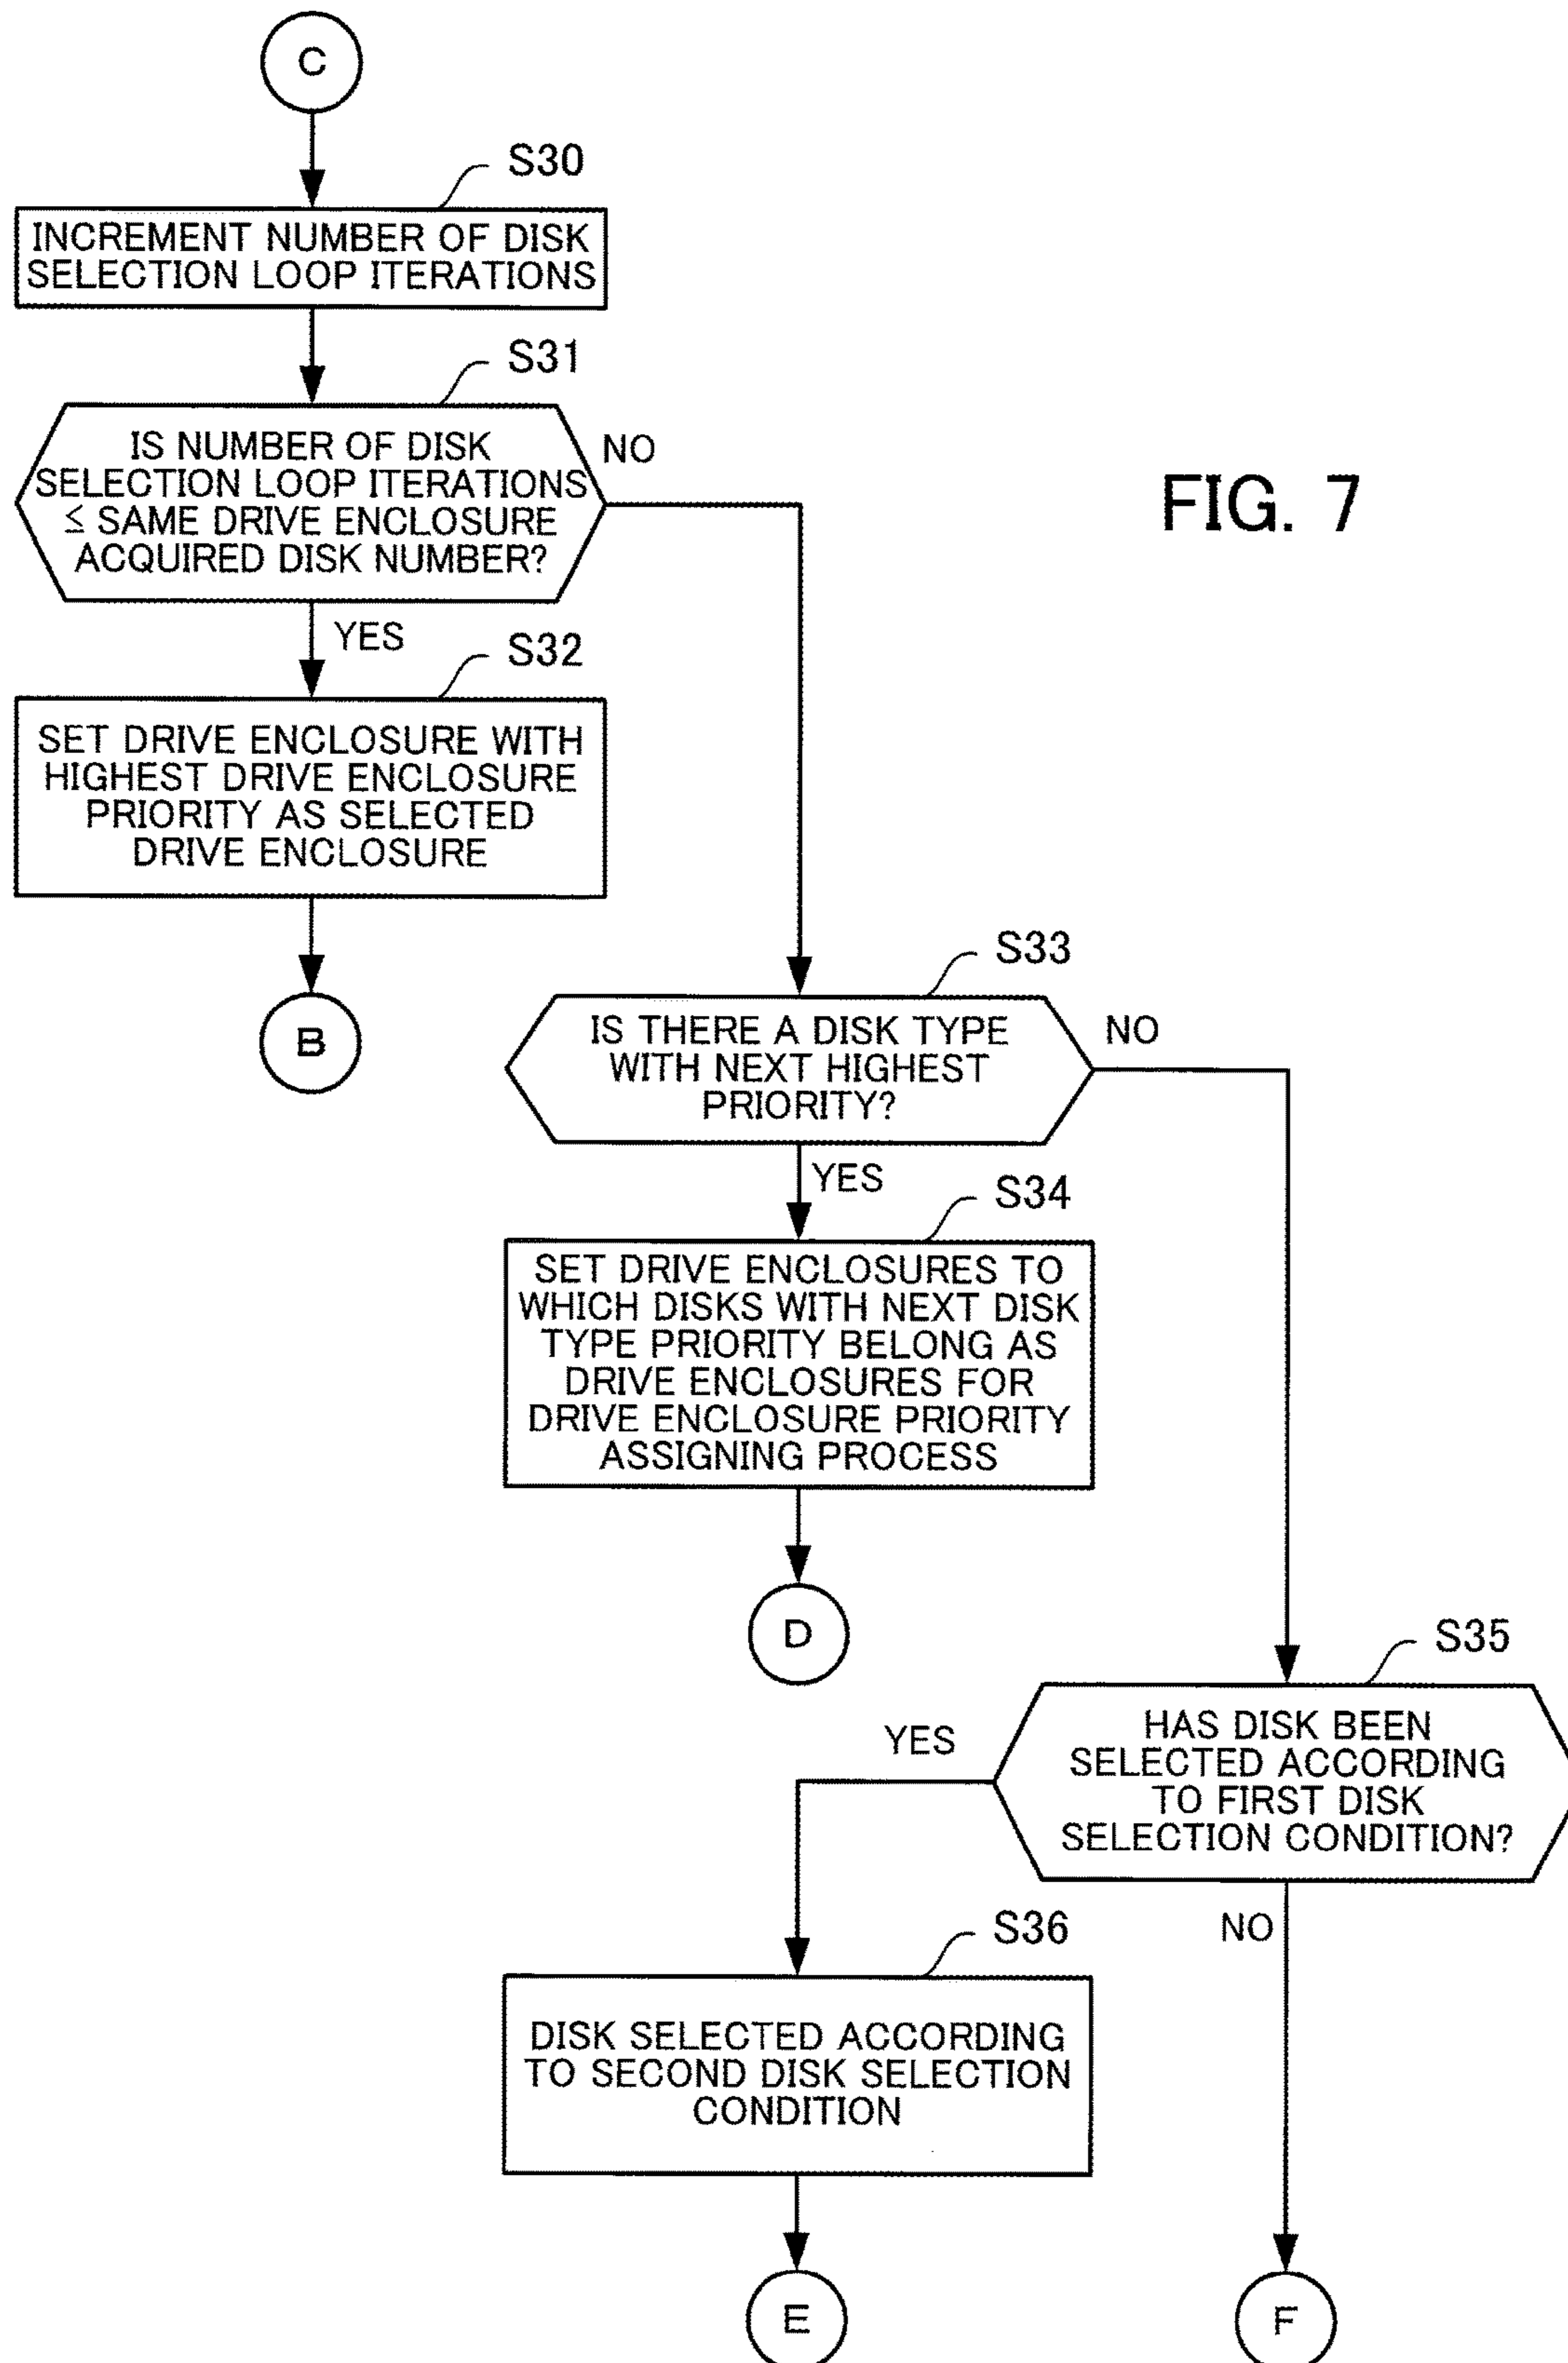 C
S30
INCREMENT NUMBER OF DISK
SELECTION LOOP ITERATIONS
S31
IS NUMBER OF DISK
SELECTION LOOP ITERATIONS
≤ SAME DRIVE ENCLOSURE
ACQUIRED DISK NUMBER?
NO
FIG. 7
YES
S32
SET DRIVE ENCLOSURE WITH
HIGHEST DRIVE ENCLOSURE
PRIORITY AS SELECTED
DRIVE ENCLOSURE
B
S33
IS THERE A DISK TYPE
WITH NEXT HIGHEST
PRIORITY?
NO
YES
S34
SET DRIVE ENCLOSURES TO
WHICH DISKS WITH NEXT DISK
TYPE PRIORITY BELONG AS
DRIVE ENCLOSURES FOR
DRIVE ENCLOSURE PRIORITY
ASSIGNING PROCESS
D
S35
HAS DISK BEEN
SELECTED ACCORDING
TO FIRST DISK
SELECTION CONDITION?
YES
NO
S36
DISK SELECTED ACCORDING
TO SECOND DISK SELECTION
CONDITION
E
F